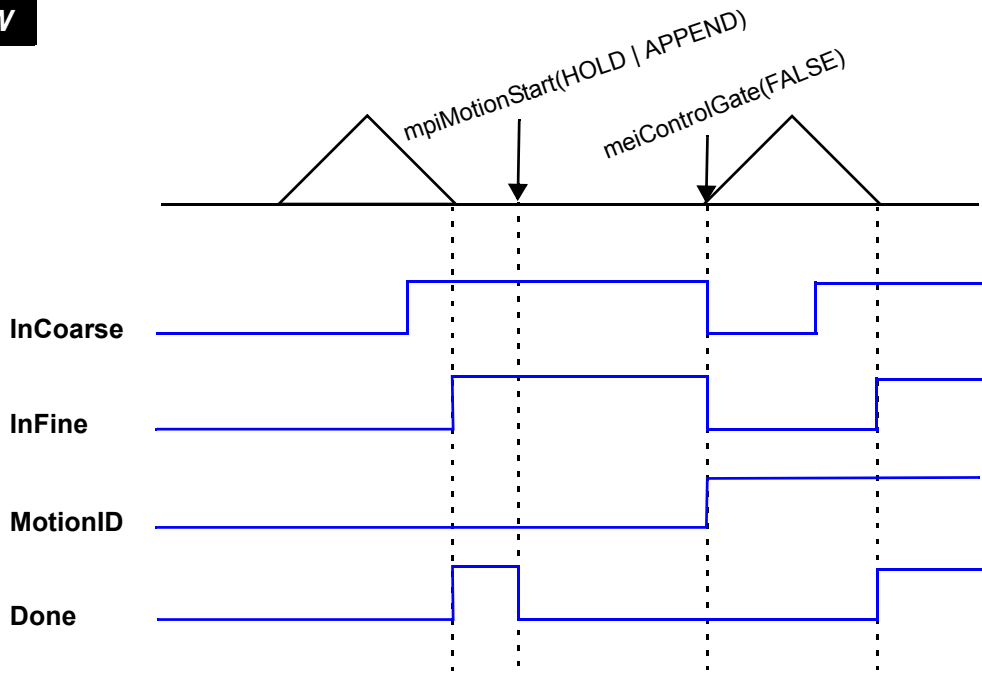 mpiMotionStart(HOLD | APPEND)
meiControlGate(FALSE)
InCoarse
InFine
MotionID
Done